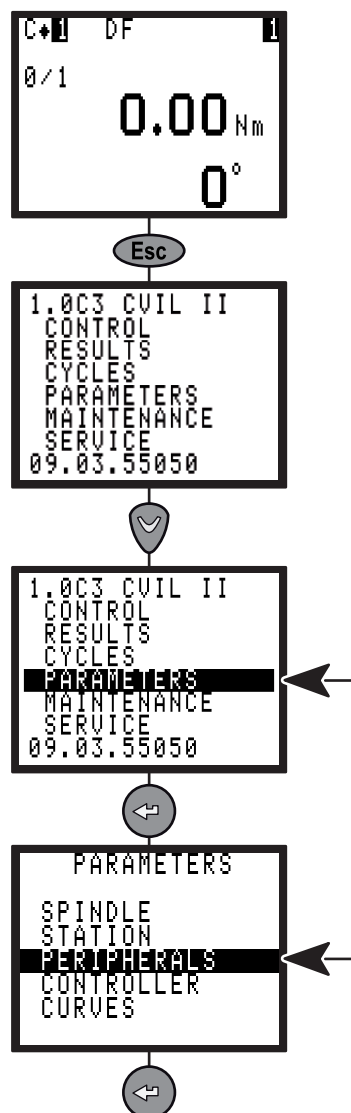 C♦1 DF 1
0/1
0.00 Nm
0°
Esc
1.0C3 CVIL II
CONTROL
RESULTS
CYCLES
PARAMETERS
MAINTENANCE
SERVICE
09.03.55050
1.0C3 CVIL II
CONTROL
RESULTS
CYCLES
PARAMETERS
MAINTENANCE
SERVICE
09.03.55050
PARAMETERS
SPINDLE
STATION
PERIPHERALS
CONTROLLER
CURVES